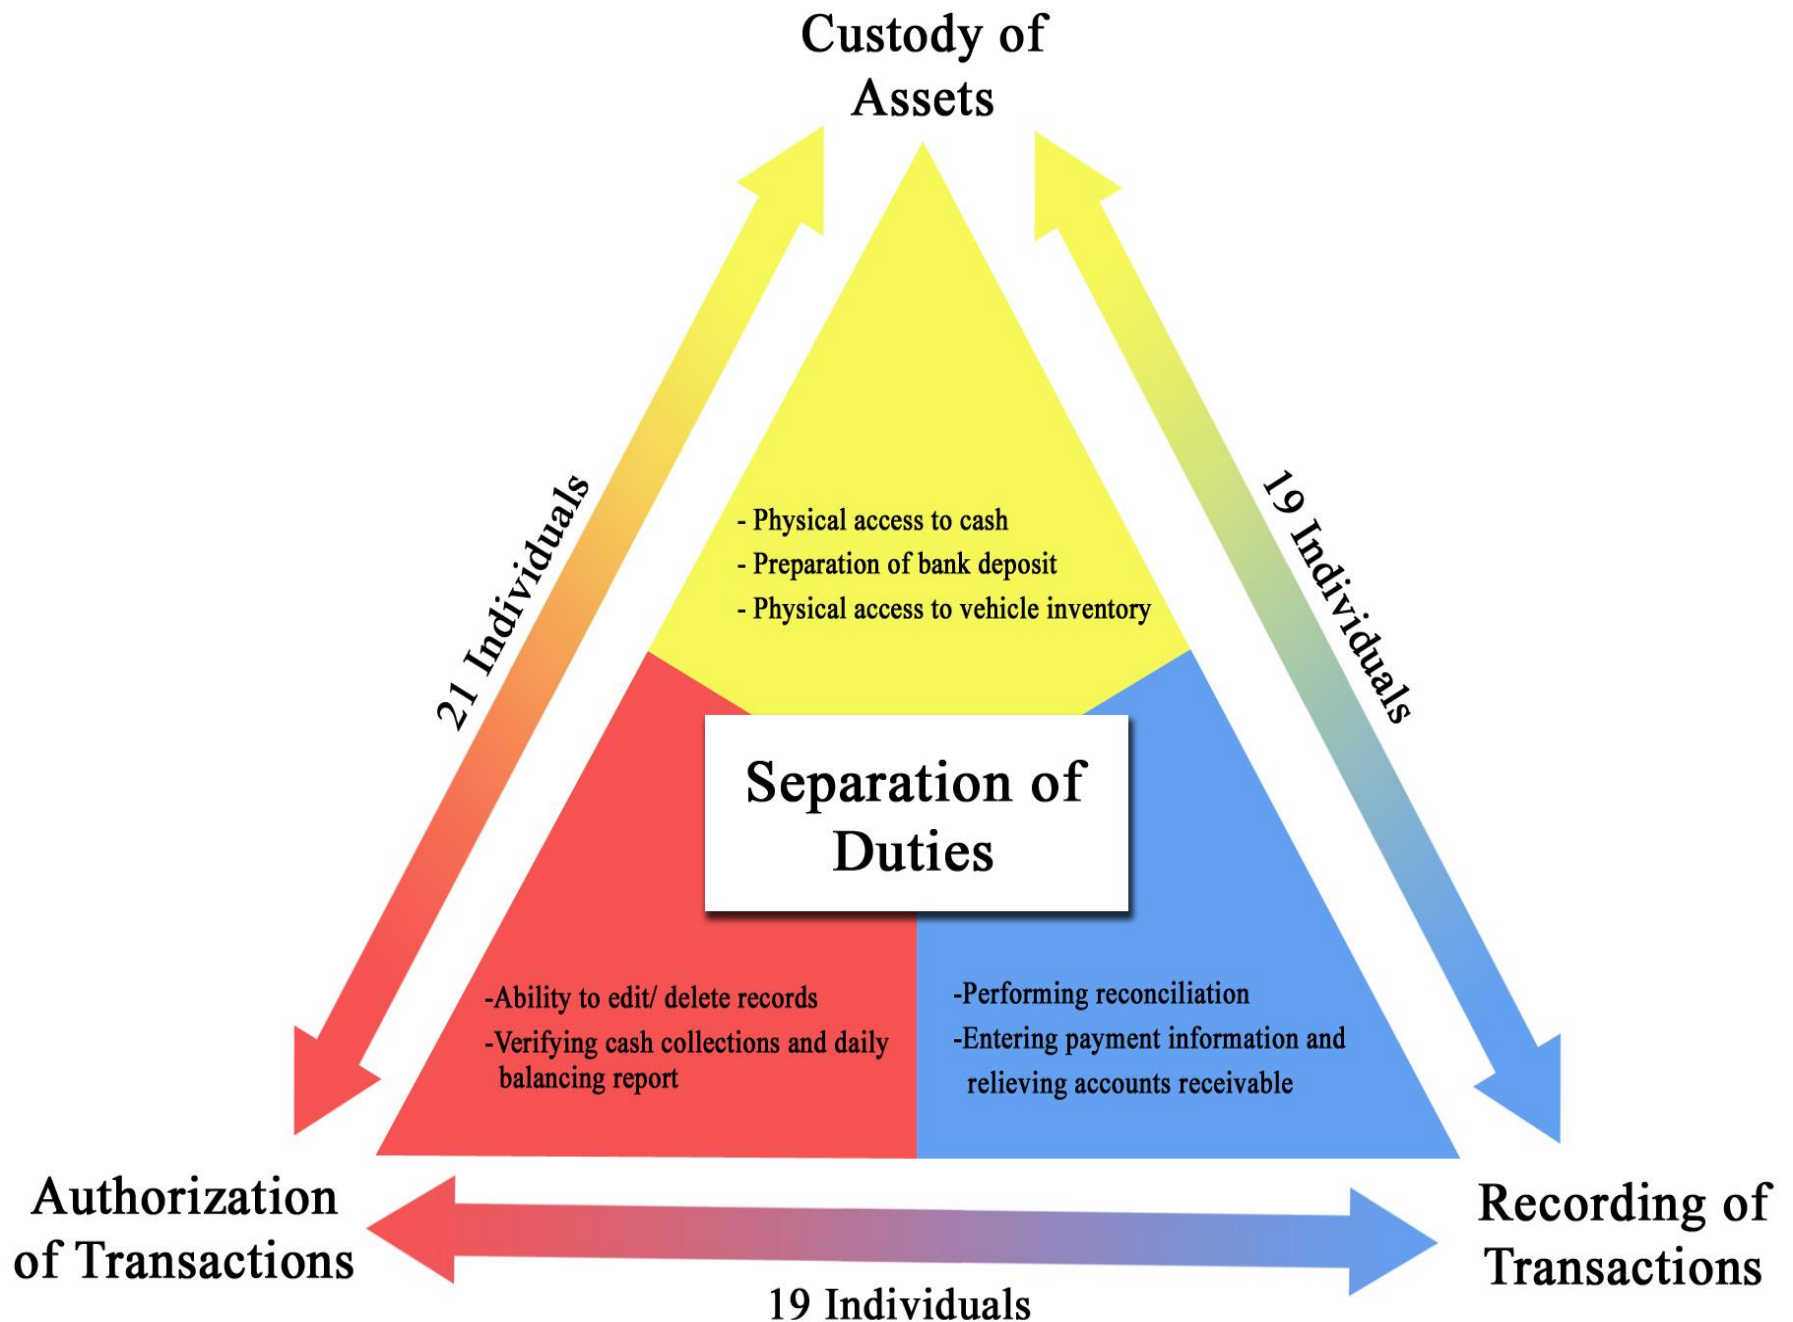 Custody of
Assets
21 Individuals
19 Individuals
- Physical access to cash
- Preparation of bank deposit
- Physical access to vehicle inventory
Separation of
Duties
-Ability to edit/ delete records
-Verifying cash collections and daily
balancing report
-Performing reconciliation
-Entering payment information and
relieving accounts receivable
Authorization
of Transactions
Recording of
Transactions
19 Individuals